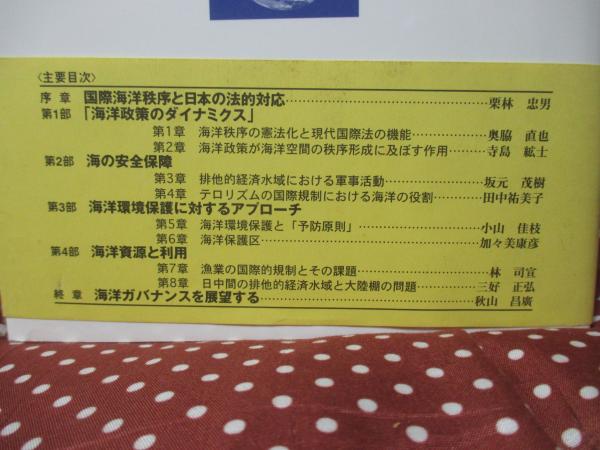 〈主要目次〉
序 章 国際海洋秩序と日本の法的対応……栗林 忠男
第1部 「海洋政策のダイナミクス」
第1章 海洋秩序の憲法化と現代国際法の機能……奥脇 直也
第2章 海洋政策が海洋空間の秩序形成に及ぼす作用……寺島 紘士
第2部 海の安全保障
第3章 排他的経済水域における軍事活動……坂元 茂樹
第4章 テロリズムの国際規制における海洋の役割……田中祐美子
第3部 海洋環境保護に対するアプローチ
第5章 海洋環境保護と「予防原則」……小山 佳枝
第6章 海洋保護区……加々美康彦
第4部 海洋資源と利用
第7章 漁業の国際的規制とその課題……林 司宣
第8章 日中間の排他的経済水域と大陸棚の問題……三好 正弘
終 章 海洋ガバナンスを展望する……秋山 昌廣